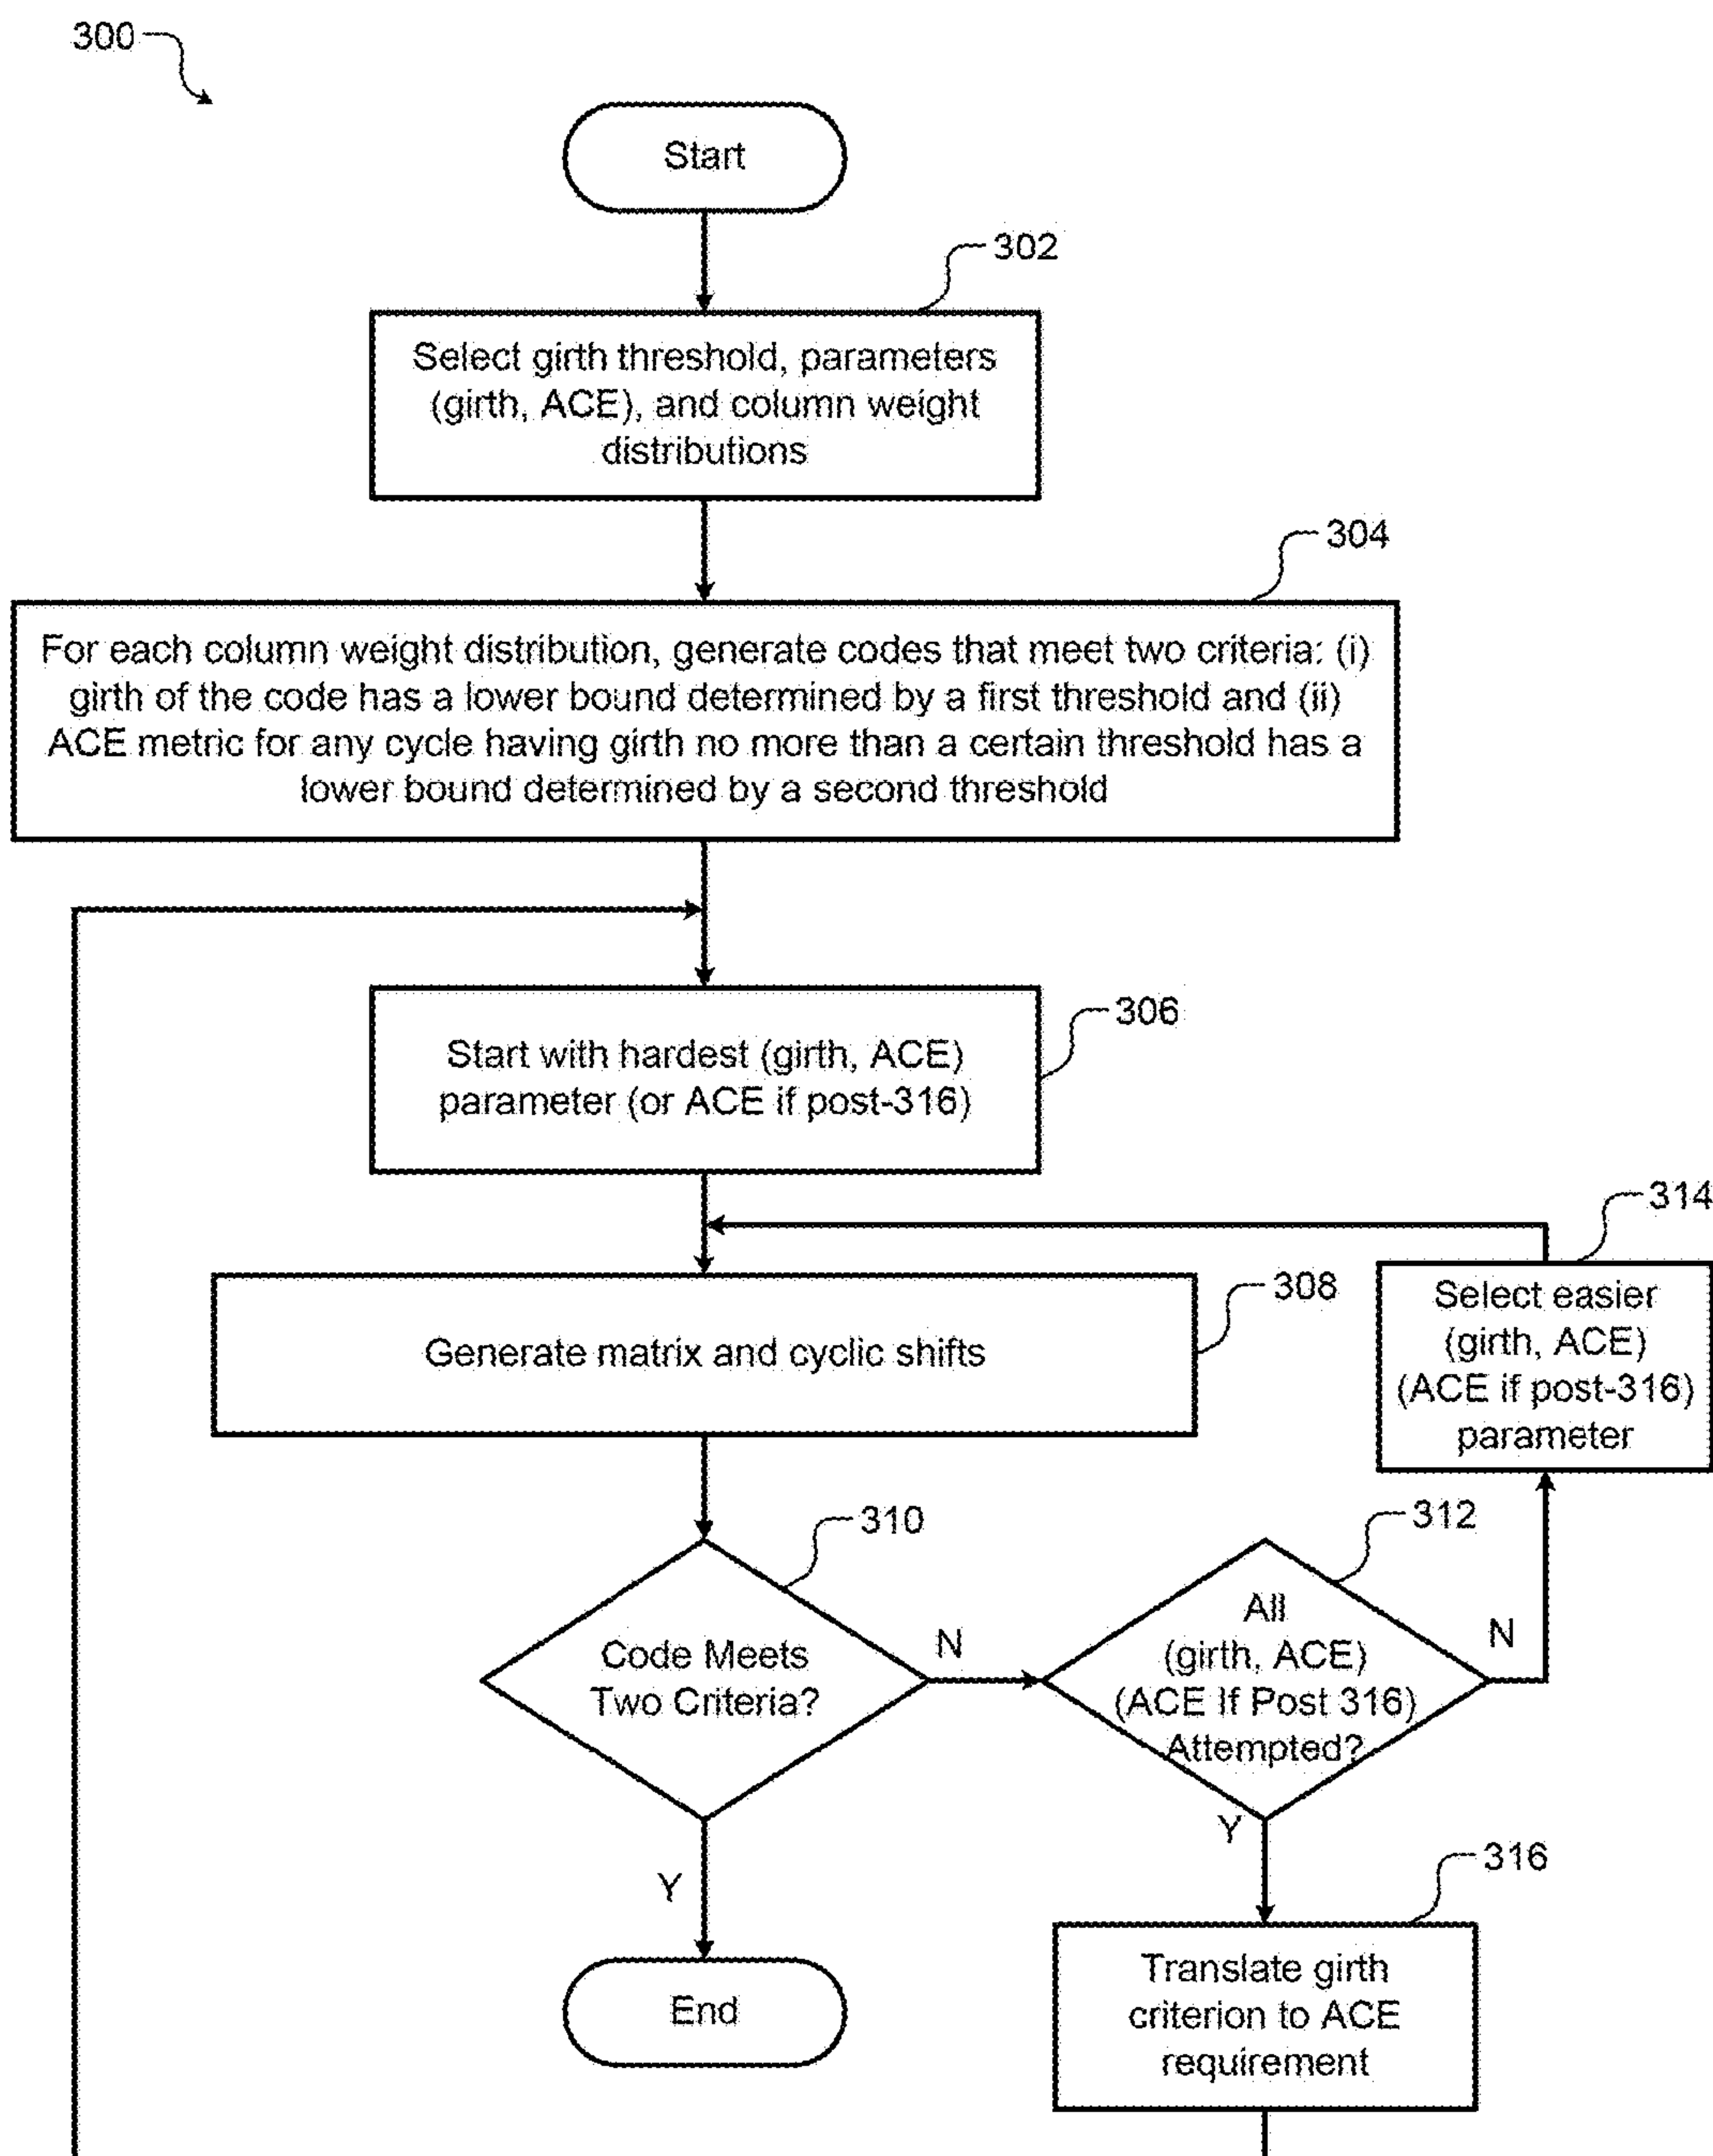 300
Start
302
Select girth threshold, parameters
(girth, ACE), and column weight
distributions
304
For each column weight distribution, generate codes that meet two criteria: (i)
girth of the code has a lower bound determined by a first threshold and (ii)
ACE metric for any cycle having girth no more than a certain threshold has a
lower bound determined by a second threshold
306
Start with hardest (girth, ACE)
parameter (or ACE if post-316)
314
Select easier
(girth, ACE)
(ACE if post-316)
parameter
308
Generate matrix and cyclic shifts
310
Code Meets
Two Criteria?
N
312
All
(girth, ACE)
(ACE If Post 316)
Attempted?
N
Y
Y
316
Translate girth
criterion to ACE
requirement
End